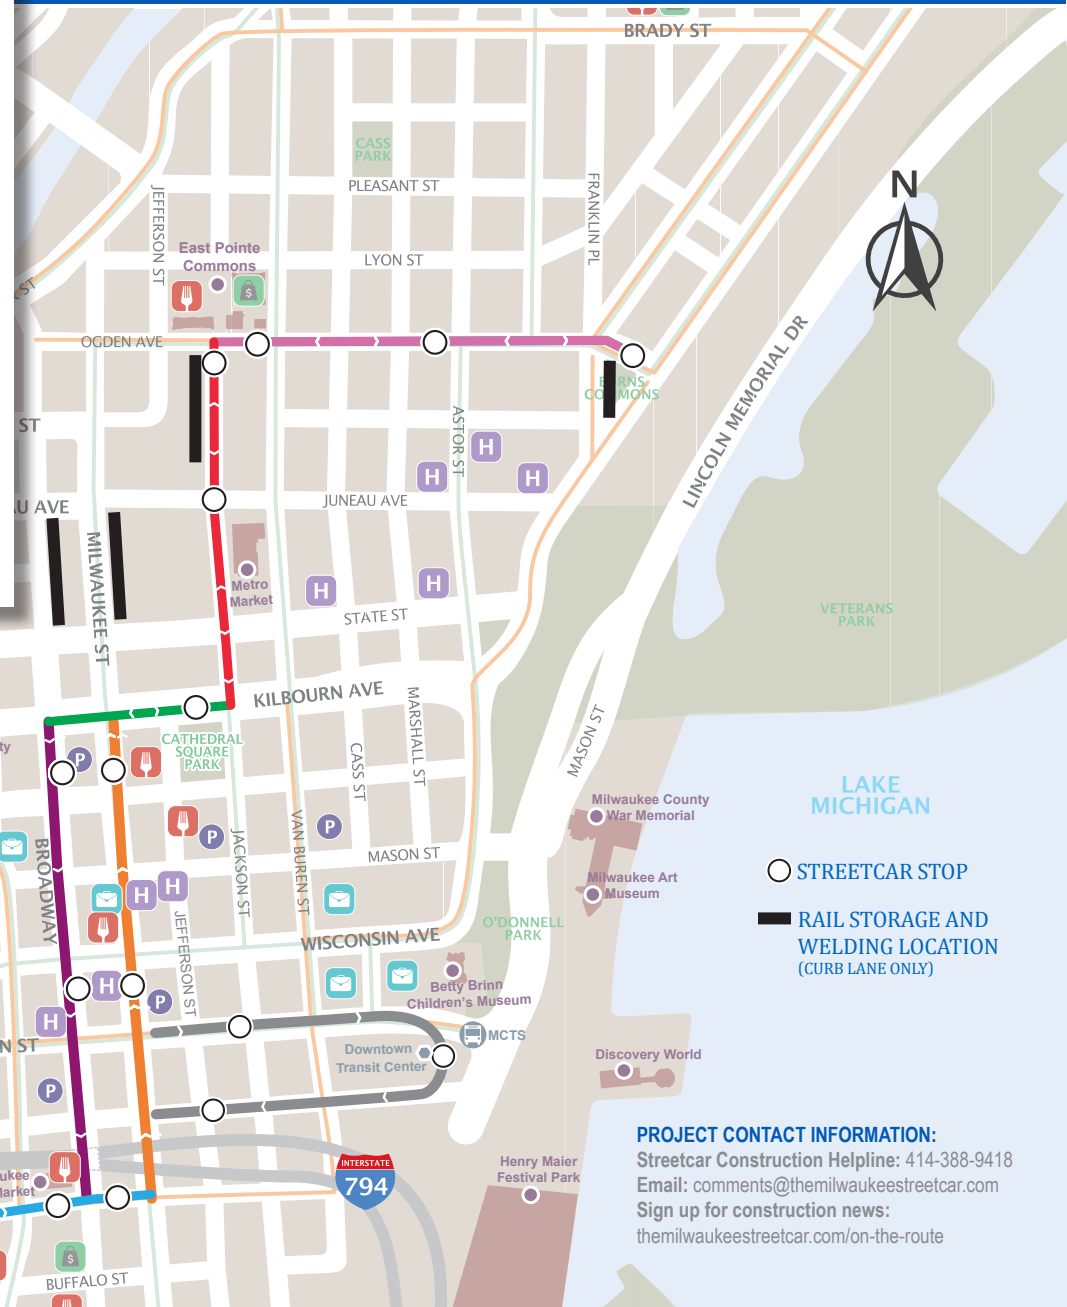 BRADY ST
CASS
PARK
PLEASANT ST
JEFFERSON ST
FRANKLIN PL
N
East Pointe
Commons
LYON ST
$
OGDEN AVE
LINCOLN MEMORIAL DR
COMMONS
ST
ASTOR ST
H
H
H
AVE
JUNEAU AVE
MILWAUKEE ST
Metro
Market
H
H
STATE ST
VETERANS
PARK
KILBOURN AVE
MARSHALL ST
CATHEDRAL
SQUARE
PARK
P
CASS ST
MASON ST
LAKE
MICHIGAN
Milwaukee County
War Memorial
P
P
BROADWAY
JACKSON ST
VAN BUREN ST
MASON ST
STREETCAR STOP
Milwaukee Art
Museum
H
H
JEFFERSON ST
RAIL STORAGE AND
WELDING LOCATION
(CURB LANE ONLY)
O'DONNELL
PARK
WISCONSIN AVE
H
P
Betty Brinn
Children's Museum
H
MCTS
N ST
Downtown
Transit Center
Discovery World
P
PROJECT CONTACT INFORMATION:
Streetcar Construction Helpline: 414-388-9418
Email: comments@themilwaukeestreetcar.com
Sign up for construction news:
themilwaukeestreetcar.com/on-the-route
INTERSTATE
794
Henry Maier
Festival Park
$
BUFFALO ST